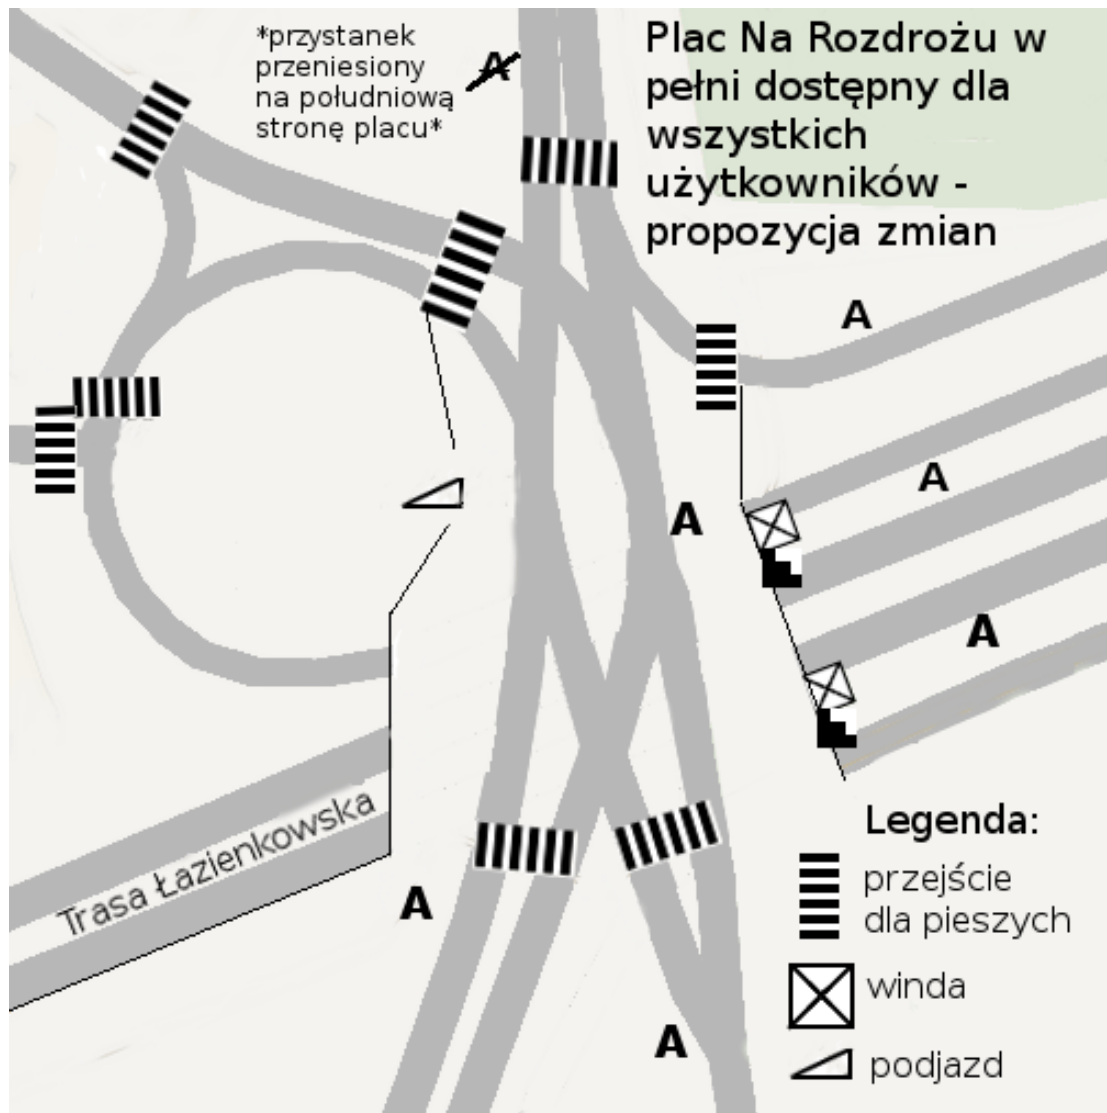 *przystanek
przeniesiony
na południową
stronę placu*
A
Plac Na Rozdrożu w
pełni dostępny dla
wszystkich
użytkowników -
propozycja zmian
A
A
A
A
Trasa Łazienkowska
A
A
Legenda:
przejście
dla pieszych
winda
podjazd